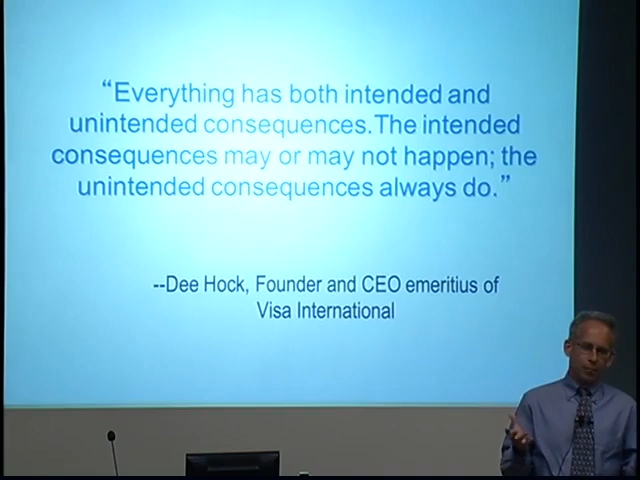 “Everything has both intended and
unintended consequences.The intended
consequences may or may not happen; the
unintended consequences always do.”
--Dee Hock, Founder and CEO emeritius of
Visa International